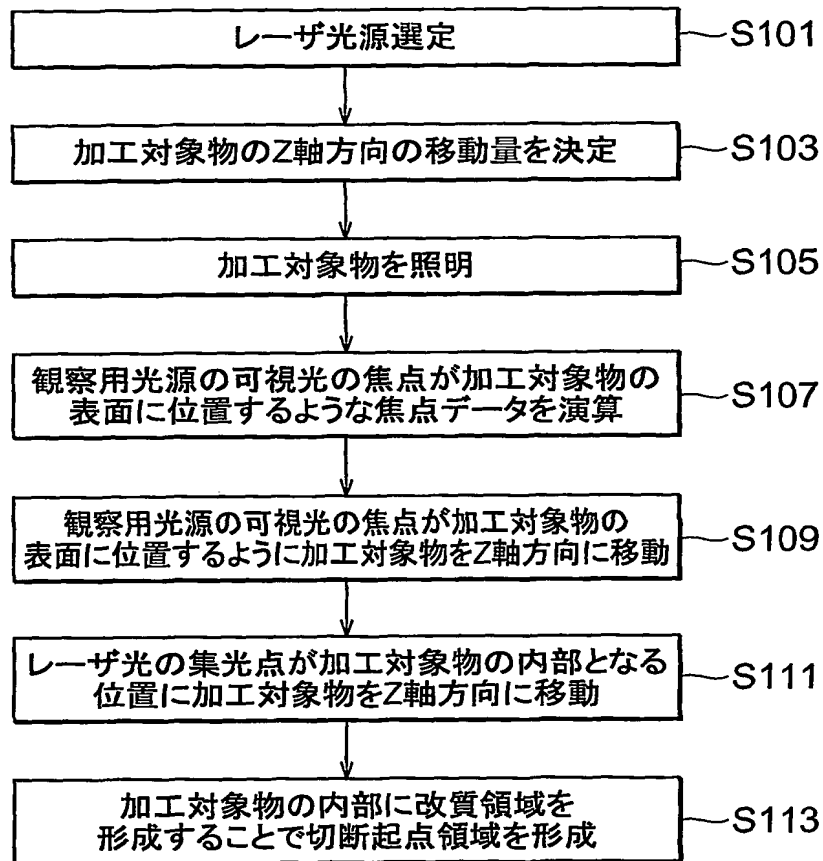 レーザ光源選定
S101
加工対象物のZ軸方向の移動量を決定
S103
加工対象物を照明
S105
観察用光源の可視光の焦点が加工対象物の
表面に位置するような焦点データを演算
S107
観察用光源の可視光の焦点が加工対象物の
表面に位置するように加工対象物をZ軸方向に移動
S109
レーザ光の集光点が加工対象物の内部となる
位置に加工対象物をZ軸方向に移動
S111
加工対象物の内部に改質領域を
形成することで切断起点領域を形成
S113